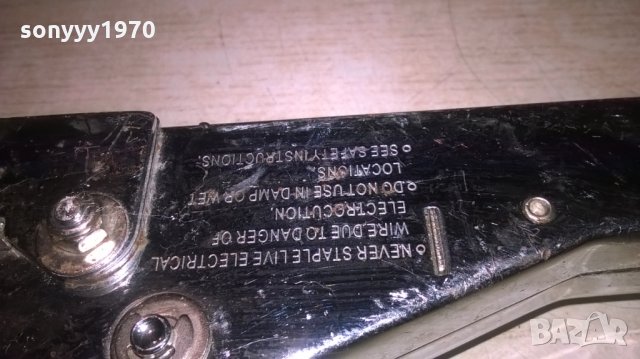 sonyyy1970
o NEVER STAPLE LIVE ELECTRICAL
WIRE DUE TO DANGER OF
ELECTROCUTION.
o DO NOT USE IN DAMP OR WET
LOCATIONS.
o SEE SAFETY INSTRUCTIONS.
BAZAR